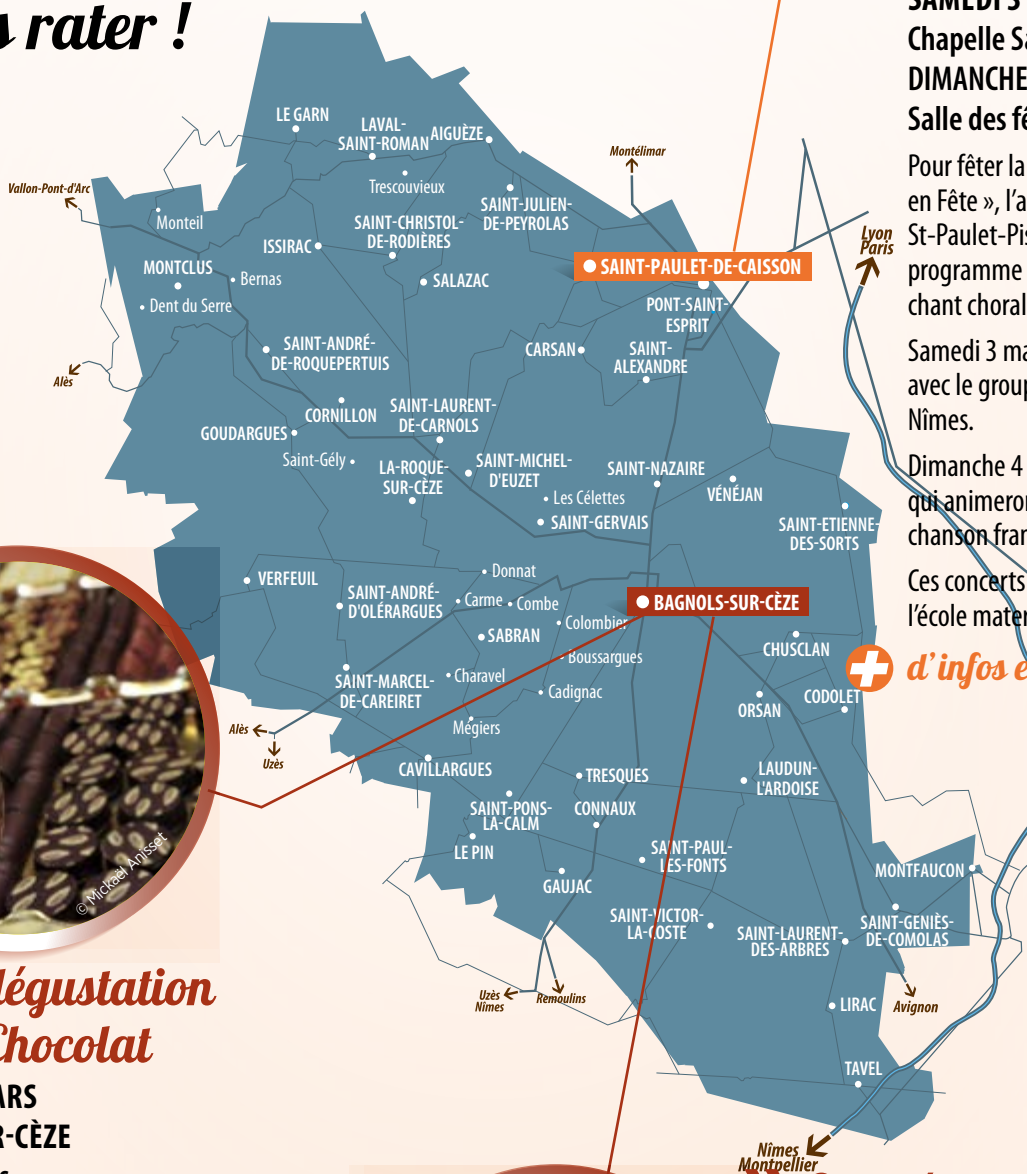 s rater !
SAMEDI 3
Chapelle Sa
DIMANCHE
Salle des fê
Pour fêter la
en Fête », l’a
St-Paulet-Pis
programme
chant choral
Samedi 3 ma
avec le group
Nîmes.
Dimanche 4
qui animeron
chanson fran
Ces concerts
l’école mater
d’infos e
LE GARN
LAVAL-
SAINT-ROMAN
AIGUÈZE
Trescouvieux
Montélimar
Vallon-Pont-d'Arc
Monteil
SAINT-JULIEN-
DE-PEYROLAS
SAINT-CHRISTOL-
DE-RODIÈRES
ISSIRAC
Lyon
Paris
MONTCLUS
Bernas
SALAZAC
SAINT-PAULET-DE-CAISSON
Dent du Serre
PONT-SAINT-
ESPRIT
SAINT-ANDRÉ-
DE-ROQUEPERTUIS
CARSAN
SAINT-
ALEXANDRE
Alès
CORNILLON
SAINT-LAURENT-
DE-CARNOLS
GOUDARGUES
Saint-Gély
LA-ROQUE-
SUR-CÈZE
SAINT-MICHEL-
D'EUZET
SAINT-NAZAIRE
VÉNÉJAN
Les Célettes
SAINT-GERVAIS
SAINT-ETIENNE-
DES-SORTS
VERFEUIL
Donnat
SAINT-ANDRÉ-
D'OLÉRARGUES
Carme
Combe
BAGNOLS-SUR-CÈZE
Colombier
SABRAN
CHUSCLAN
Boussargues
SAINT-MARCEL-
DE-CAREIRET
Charavel
Cadignac
CODOLET
ORSAN
Mégiers
Alès
Uzès
CAVILLARGUES
TRESQUES
LAUDUN-
L'ARDOISE
SAINT-PONS-
LA-CALM
CONNAUX
LE PIN
SAINT-PAUL-
LES-FONTS
GAUJAC
MONTFAUCON
SAINT-VICTOR-
LA-COSTE
SAINT-LAURENT-
DES-ARBRES
SAINT-GENIÈS-
DE-COMOLAS
Uzès
Nîmes
Remoulins
LIRAC
Avignon
TAVEL
Nîmes
Montpellier
© Mickaël Anisset
dégustation
Chocolat
ARS
R-CÈZE